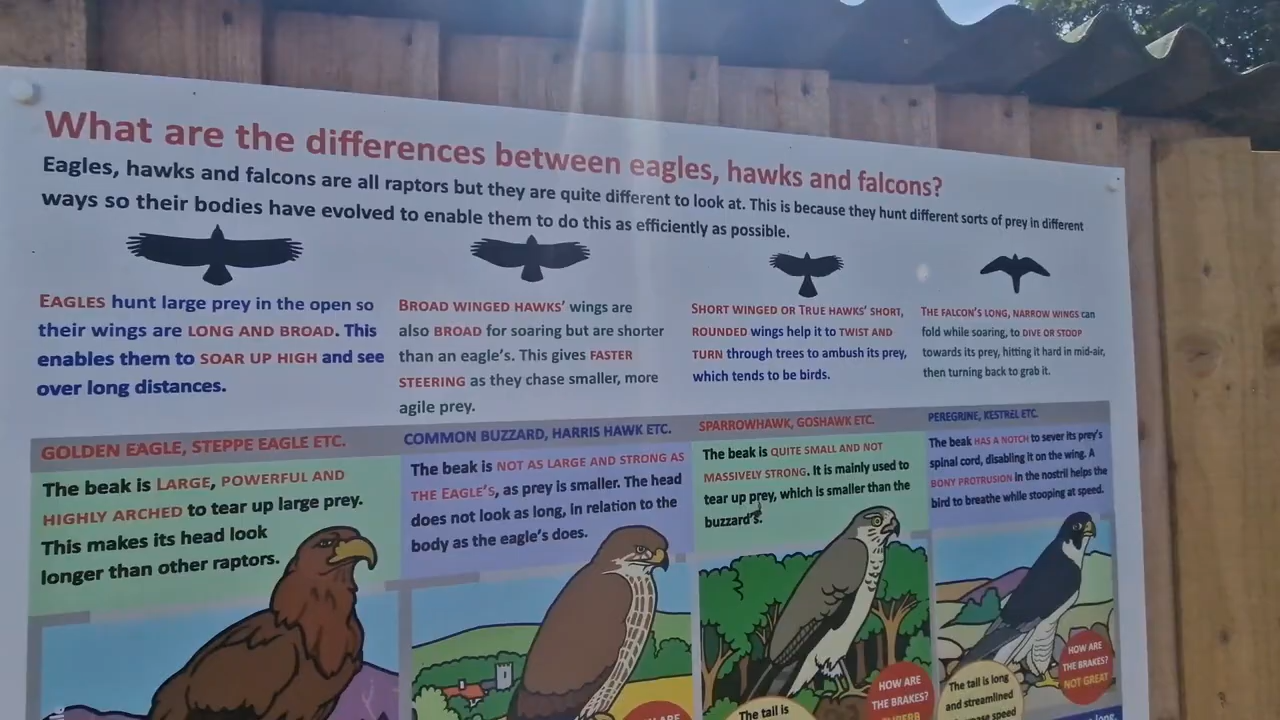 What are the differences between eagles, hawks and falcons?
Eagles, hawks and falcons are all raptors but they are quite different to look at. This is because they hunt different sorts of prey in different
ways so their bodies have evolved to enable them to do this as efficiently as possible.
EAGLES hunt large prey in the open so
their wings are LONG AND BROAD. This
enables them to SOAR UP HIGH and see
over long distances.
BROAD WINGED HAWKS' wings are
also BROAD for soaring but are shorter
than an eagle's. This gives FASTER
STEERING as they chase smaller, more
agile prey.
SHORT WINGED OR TRUE HAWKS' SHORT,
ROUNDED wings help it to TWIST AND
TURN through trees to ambush its prey,
which tends to be birds.
THE FALCON'S LONG, NARROW WINGS can
fold while soaring, to DIVE OR STOOP
towards its prey, hitting it hard in mid-air,
then turning back to grab it.
GOLDEN EAGLE, STEPPE EAGLE ETC.
The beak is LARGE, POWERFUL AND
HIGHLY ARCHED to tear up large prey.
This makes its head look
longer than other raptors.
COMMON BUZZARD, HARRIS HAWK ETC.
The beak is NOT AS LARGE AND STRONG AS
THE EAGLE'S, as prey is smaller. The head
does not look as long, in relation to the
body as the eagle's does.
SPARROWHAWK, GOSHAWK ETC.
The beak is QUITE SMALL AND NOT
MASSIVELY STRONG. It is mainly used to
tear up prey, which is smaller than the
buzzard's.
HOW ARE
THE BRAKES?
The tail is
PEREGRINE, KESTREL ETC.
The beak HAS A NOTCH to sever its prey's
spinal cord, disabling it on the wing. A
BONY PROTRUSION in the nostril helps the
bird to breathe while stooping at speed.
HOW ARE
THE BRAKES?
NOT GREAT
The tail is long
and streamlined
speed
long,